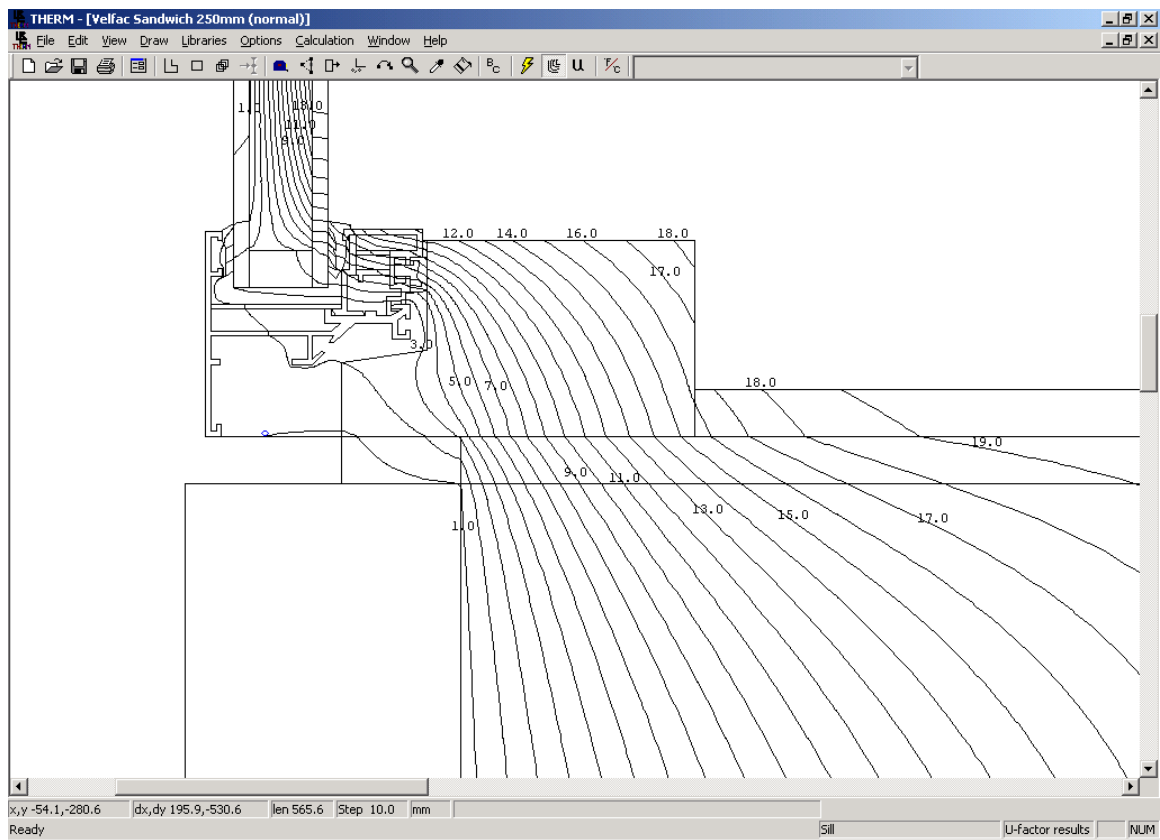 THERM - [Velfac Sandwich 250mm (normal)]
File Edit View Draw Libraries Options Calculation Window Help
BC U F/C
1.0 13.0
11.0
9.0
12.0 14.0 16.0 18.0
17.0
3.0
5.0 7.0
18.0
19.0
9.0 11.0
13.0 15.0 17.0
1.0
x,y -54.1,-280.6 dx,dy 195.9,-530.6 len 565.6 Step 10.0 mm
Ready Sill U-factor results NUM